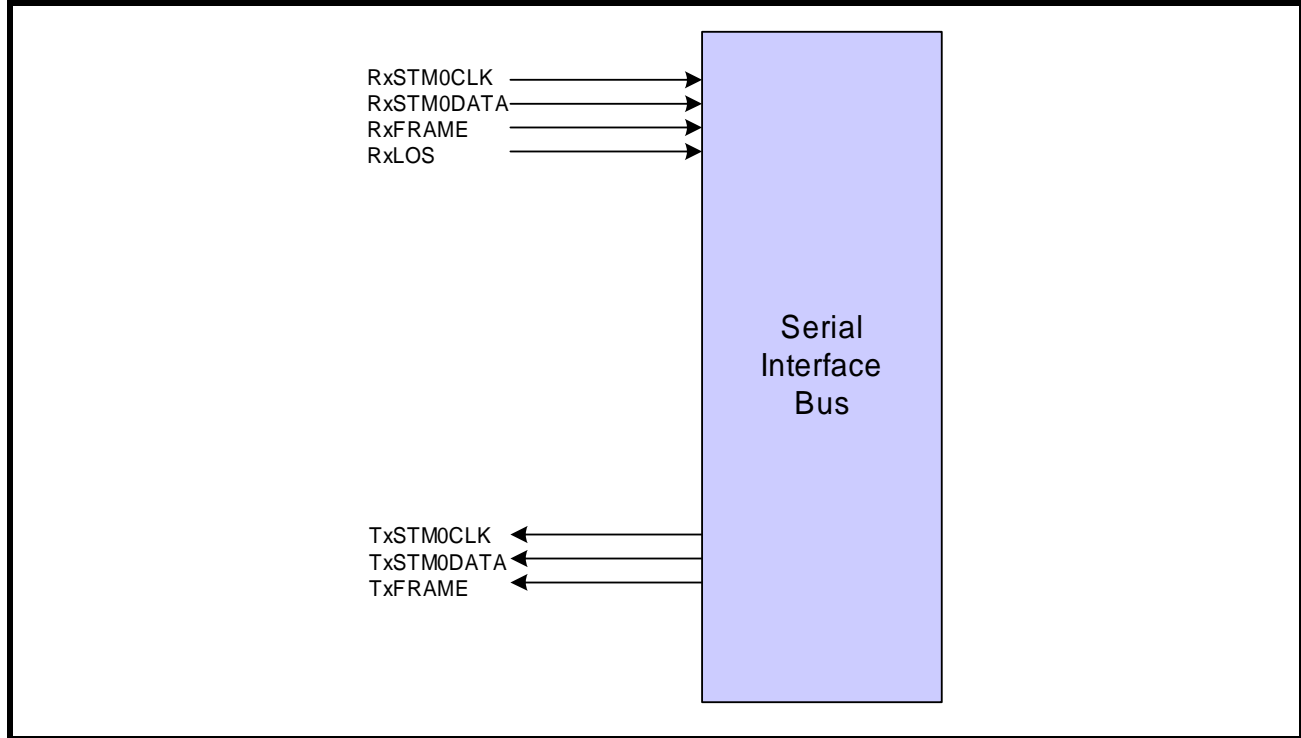 RxSTM0CLK
RxSTM0DATA
RxFRAME
RxLOS
Serial
Interface
Bus
TxSTM0CLK
TxSTM0DATA
TxFRAME